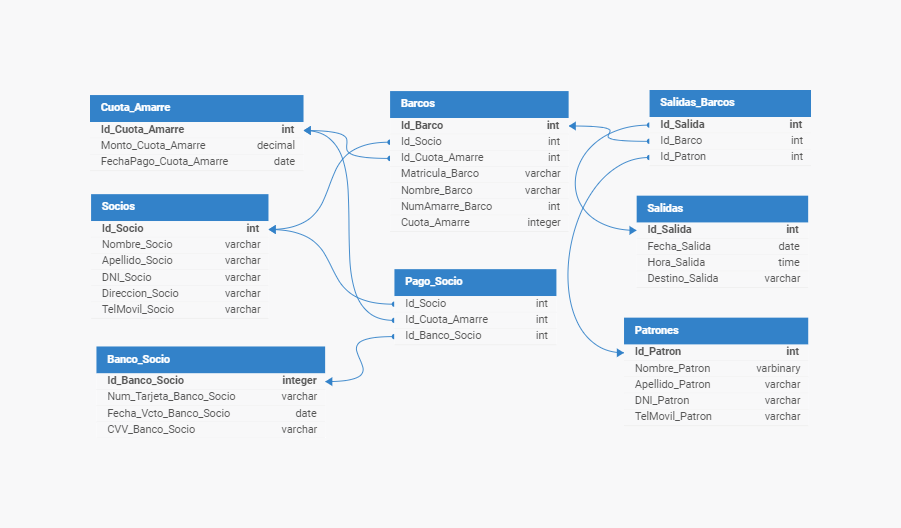 Cuota_Amarre
Id_Cuota_Amarre int
Monto_Cuota_Amarre decimal
FechaPago_Cuota_Amarre date
Socios
Id_Socio int
Nombre_Socio varchar
Apellido_Socio varchar
DNI_Socio varchar
Direccion_Socio varchar
TelMovil_Socio varchar
Banco_Socio
Id_Banco_Socio integer
Num_Tarjeta_Banco_Socio varchar
Fecha_Vcto_Banco_Socio date
CVV_Banco_Socio varchar
Barcos
Id_Barco int
Id_Socio int
Id_Cuota_Amarre int
Matricula_Barco varchar
Nombre_Barco varchar
NumAmarre_Barco int
Cuota_Amarre integer
Pago_Socio
Id_Socio int
Id_Cuota_Amarre int
Id_Banco_Socio int
Salidas_Barcos
Id_Salida int
Id_Barco int
Id_Patron int
Salidas
Id_Salida int
Fecha_Salida date
Hora_Salida time
Destino_Salida varchar
Patrones
Id_Patron int
Nombre_Patron varbinary
Apellido_Patron varchar
DNI_Patron varchar
TelMovil_Patron varchar